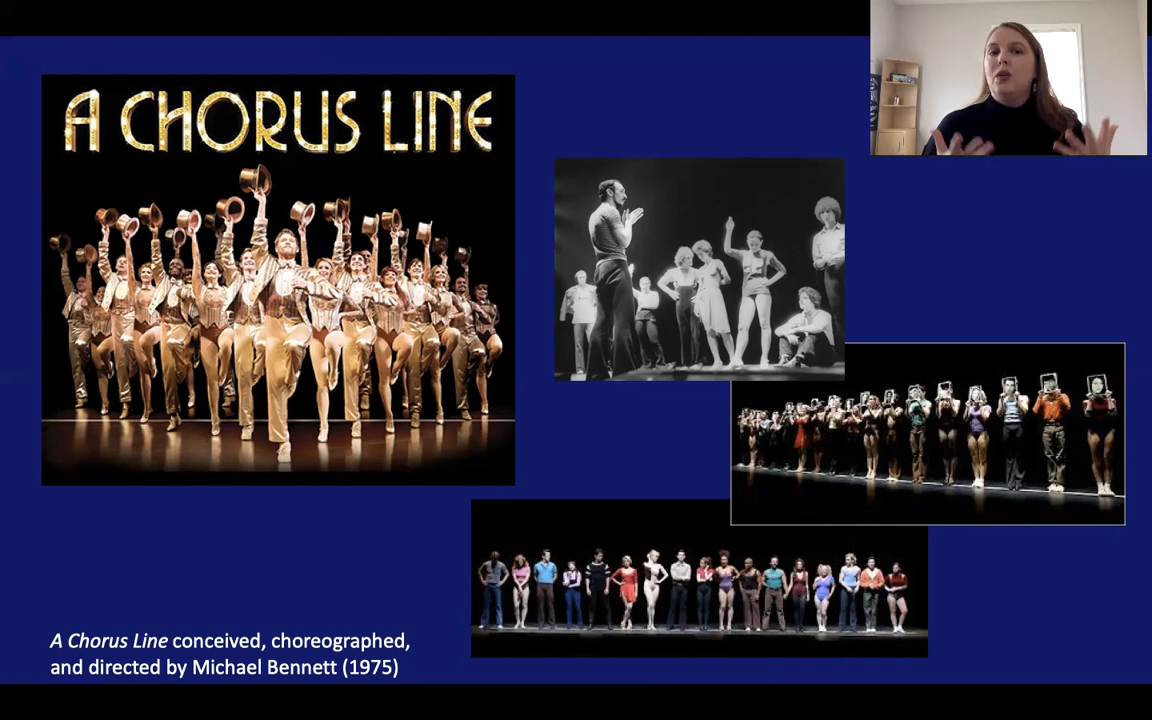 A CHORUS LINE
A Chorus Line conceived, choreographed,
and directed by Michael Bennett (1975)